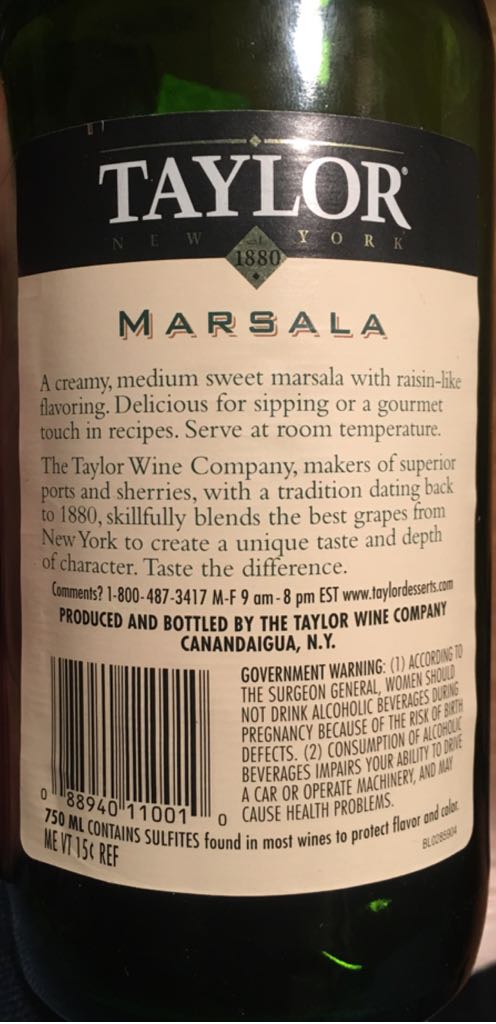 TAYLOR®
NEW YORK
1880
MARSALA
A creamy, medium sweet marsala with raisin-like
flavoring. Delicious for sipping or a gourmet
touch in recipes. Serve at room temperature.
The Taylor Wine Company, makers of superior
ports and sherries, with a tradition dating back
to 1880, skillfully blends the best grapes from
New York to create a unique taste and depth
of character. Taste the difference.
Comments? 1-800-487-3417 M-F 9 am - 8 pm EST www.taylordesserts.com
PRODUCED AND BOTTLED BY THE TAYLOR WINE COMPANY
CANANDAIGUA, N.Y.
GOVERNMENT WARNING: (1) ACCORDING TO
THE SURGEON GENERAL, WOMEN SHOULD
NOT DRINK ALCOHOLIC BEVERAGES DURING
PREGNANCY BECAUSE OF THE RISK OF BIRTH
DEFECTS. (2) CONSUMPTION OF ALCOHOLIC
BEVERAGES IMPAIRS YOUR ABILITY TO DRIVE
A CAR OR OPERATE MACHINERY, AND MAY
CAUSE HEALTH PROBLEMS.
0 88940 11001 0
750 ML CONTAINS SULFITES found in most wines to protect flavor and color.
ME VT 15¢ REF